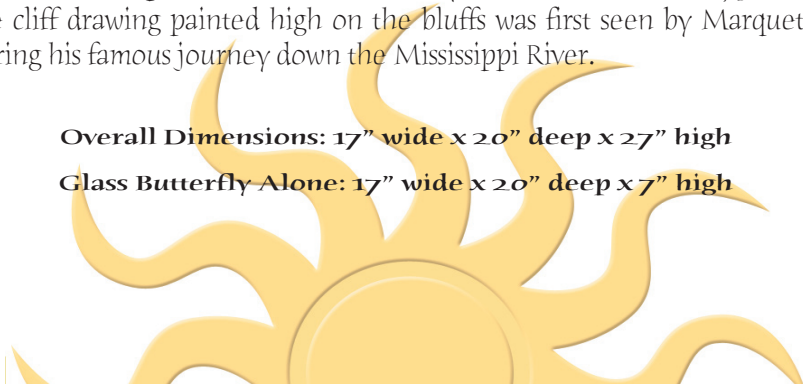 cliff drawing painted high on the bluffs was first seen by Marquet
ring his famous journey down the Mississippi River.
Overall Dimensions: 17” wide x 20” deep x 27” high
Glass Butterfly Alone: 17” wide x 20” deep x 7” high